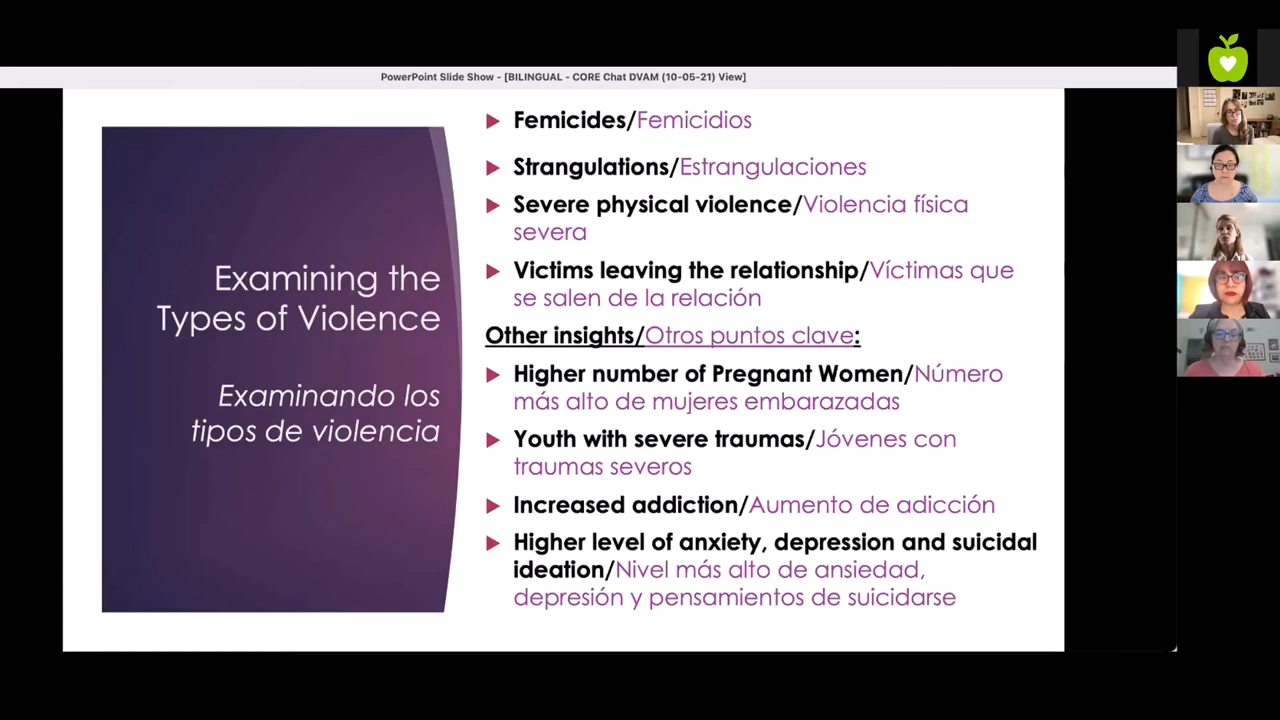 PowerPoint Slide Show - [BILINGUAL - CORE Chat DVAM (10-05-21) View]
Examining the
Types of Violence
Examinando los
tipos de violencia
Femicides/Femicidios
Strangulations/Estrangulaciones
Severe physical violence/Violencia física
severa
Victims leaving the relationship/Víctimas que
se salen de la relación
Other insights/Otros puntos clave:
Higher number of Pregnant Women/Número
más alto de mujeres embarazadas
Youth with severe traumas/Jóvenes con
traumas severos
Increased addiction/Aumento de adicción
Higher level of anxiety, depression and suicidal
ideation/Nivel más alto de ansiedad,
depresión y pensamientos de suicidarse